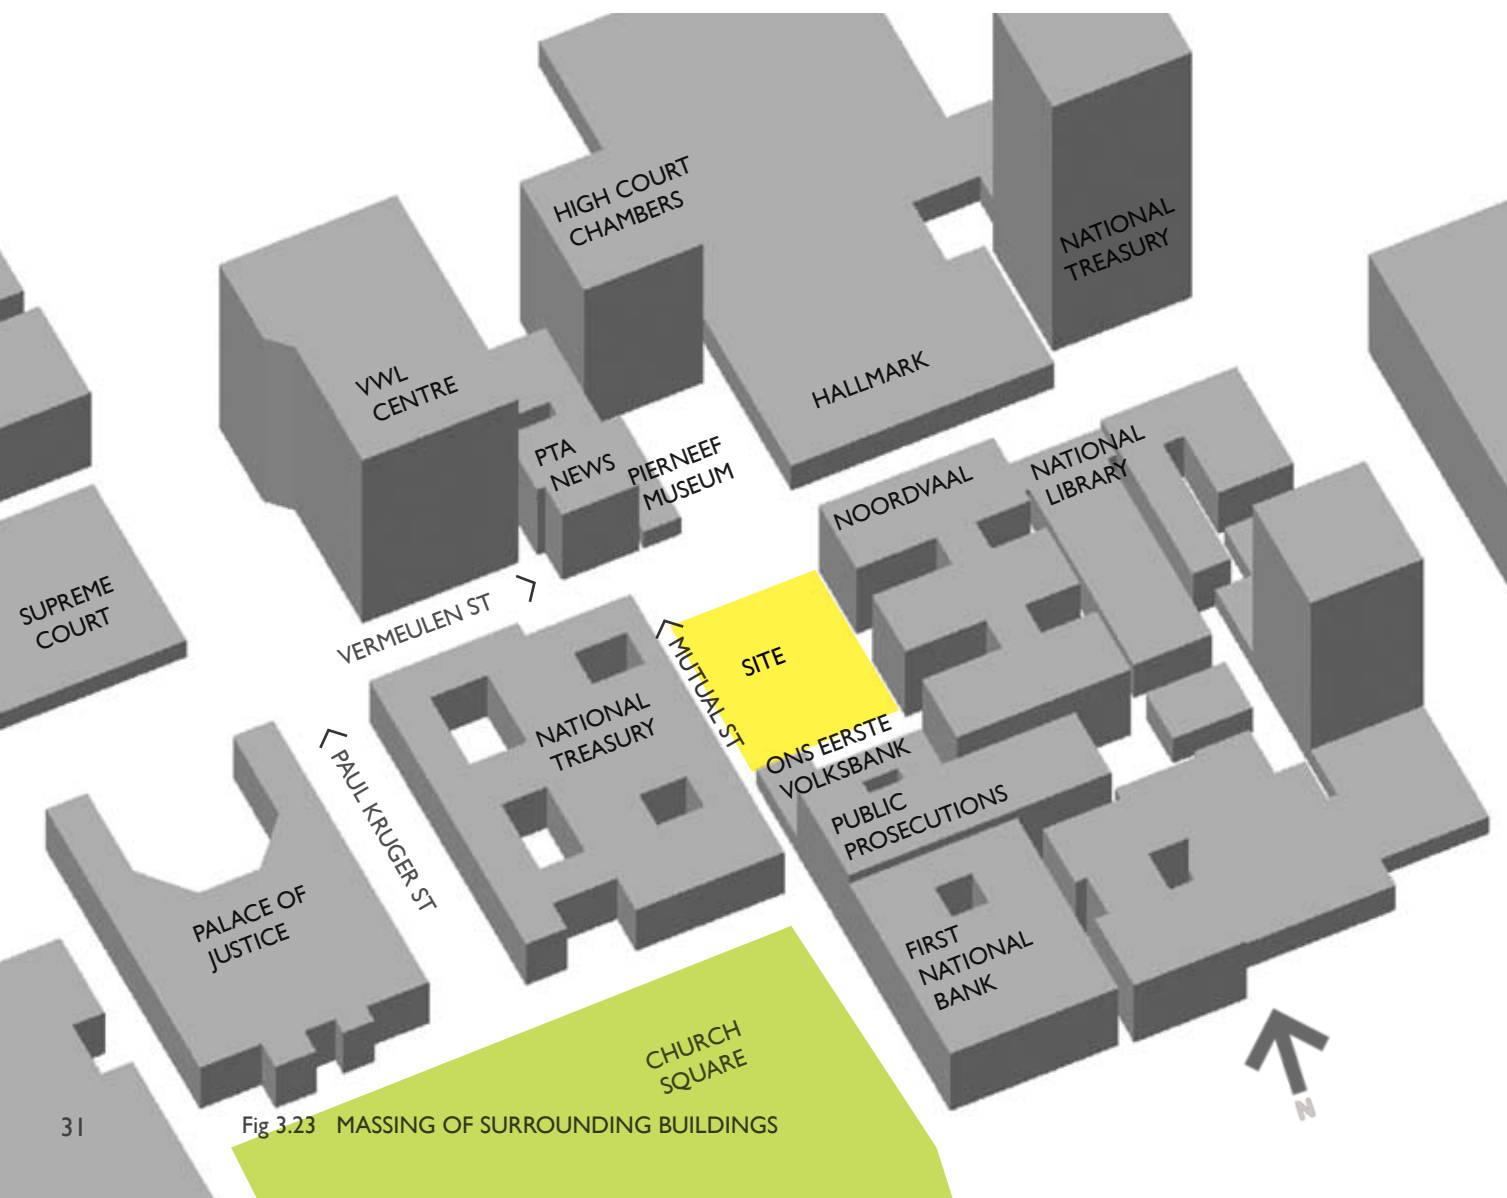 HIGH COURT
CHAMBERS
NATIONAL
TREASURY
VWL
CENTRE
HALLMARK
PTA
NEWS
PIERNEEF
MUSEUM
NOORDVAAL
NATIONAL
LIBRARY
SUPREME
COURT
VERMEULEN ST
>
SITE
<
MUTUAL ST
NATIONAL
TREASURY
ONS EERSTE
VOLKSBANK
<
PAUL KRUGER ST
PUBLIC
PROSECUTIONS
PALACE OF
JUSTICE
FIRST
NATIONAL
BANK
CHURCH
SQUARE
N
31
Fig 3.23 MASSING OF SURROUNDING BUILDINGS